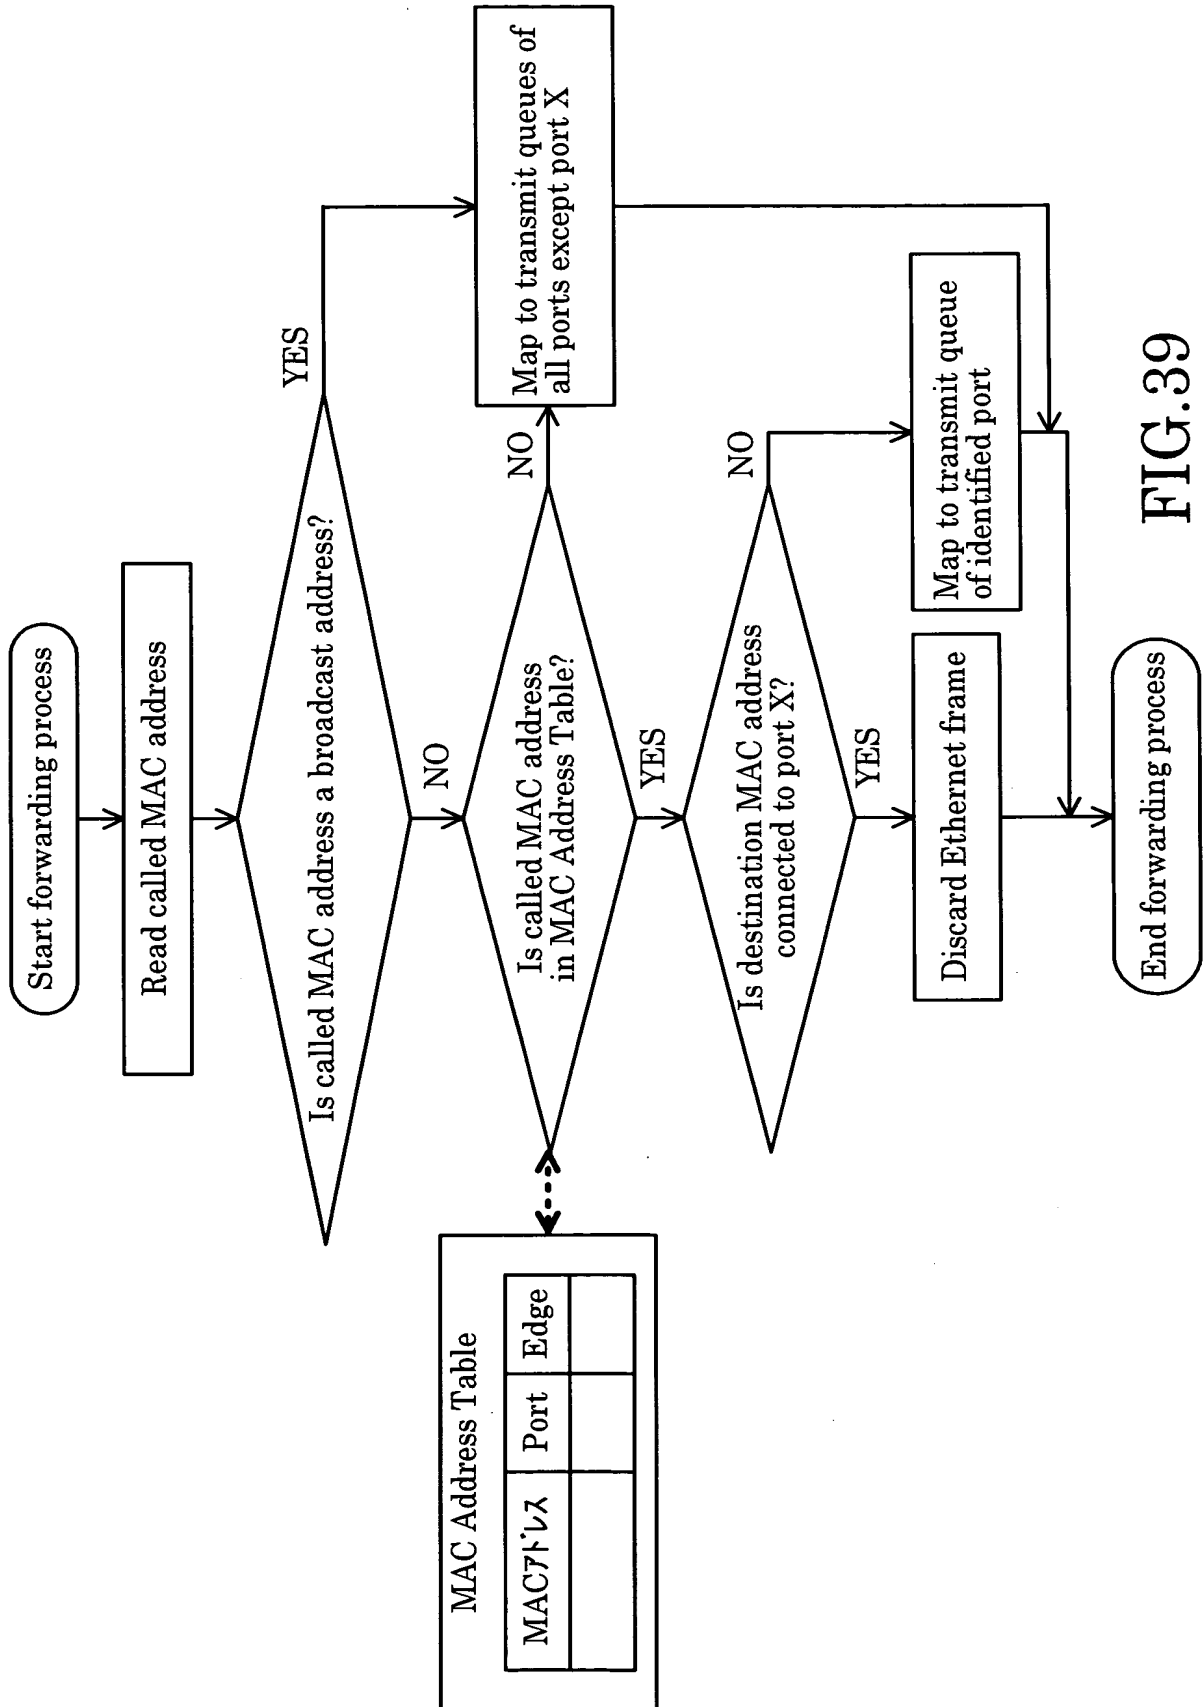 Start forwarding process
Read called MAC address
Is called MAC address a broadcast address?
YES
NO
MAC Address Table
MACアドレス
Port
Edge
Is called MAC address
in MAC Address Table?
NO
Map to transmit queues of
all ports except port X
YES
Is destination MAC address
connected to port X?
NO
YES
Discard Ethernet frame
Map to transmit queue
of identified port
End forwarding process
FIG.39